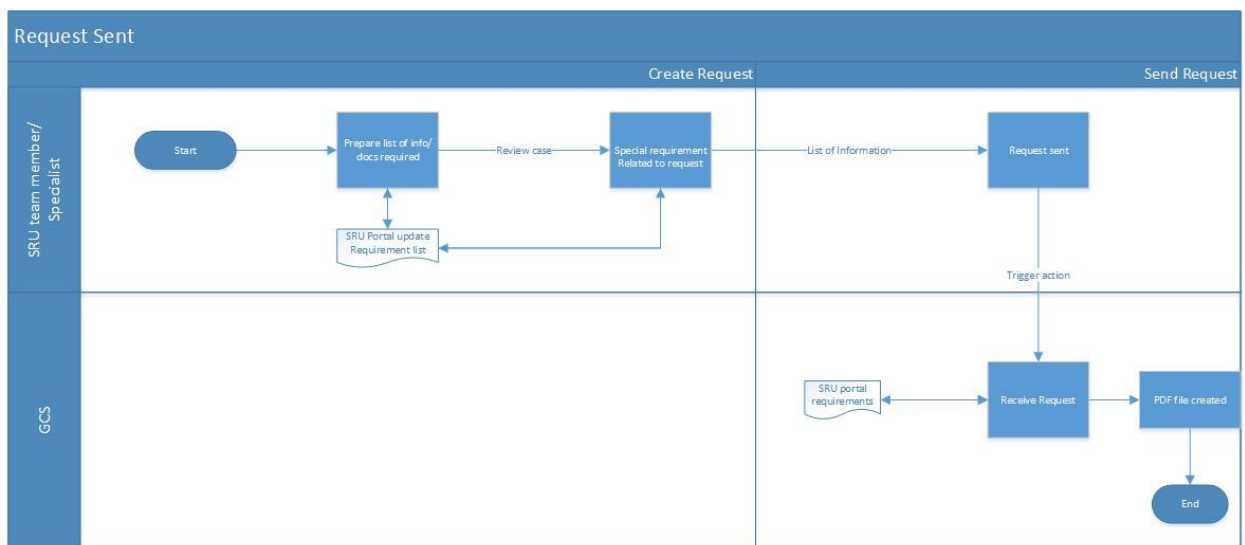 Request Sent
Create Request
Send Request
SRU team member/
Specialist
Start
Prepare list of info/
docs required
Review case
Special requirement
Related to request
List of Information
Request sent
SRU Portal update
Requirement list
Trigger action
GCS
SRU portal
requirements
Receive Request
PDF file created
End